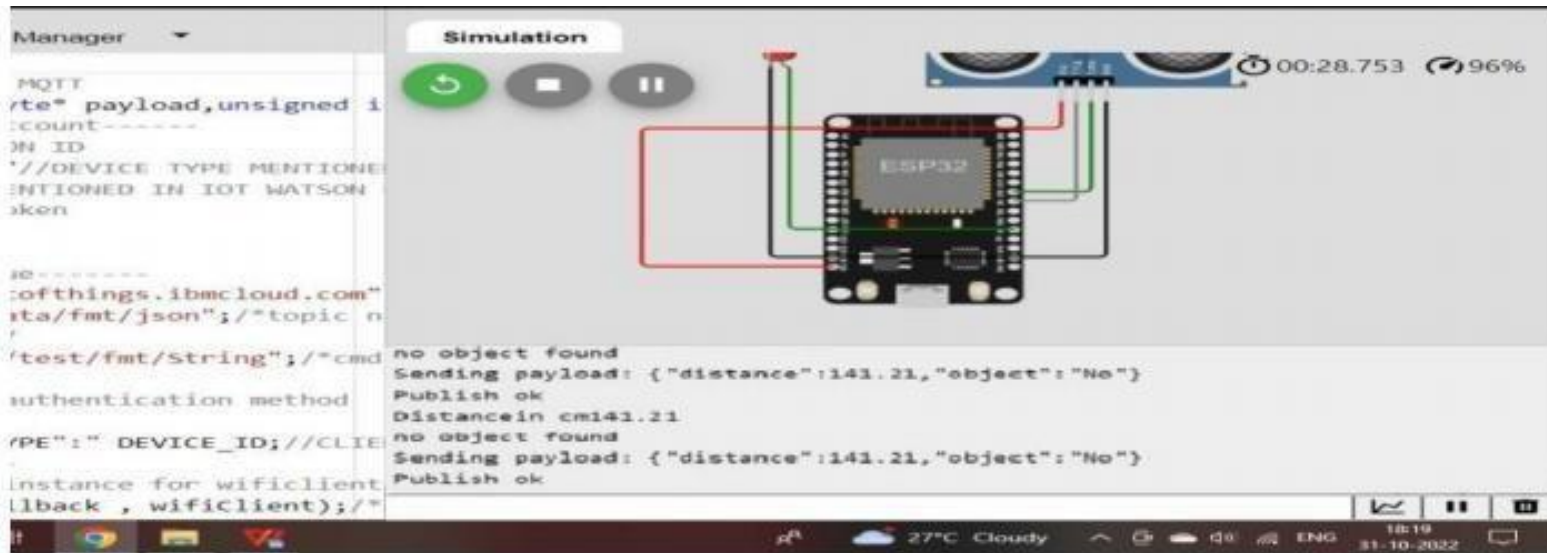 Manager
Simulation
00:28.753 96%
MQTT
yte* payload,unsigned i
ccount------
ON ID
"//DEVICE TYPE MENTIONE
ENTIONED IN IOT WATSON
oken
ESP32
ue-------
:ofthings.ibmcloud.com"
ata/fmt/json";/*topic n
/test/fmt/String";/*cmd
authentication method
YPE":" DEVICE_ID;//CLIE
instance for wificlient
llback , wifiClient);/*
no object found
Sending payload: {"distance":141.21,"object":"No"}
Publish ok
Distancein cm141.21
no object found
Sending payload: {"distance":141.21,"object":"No"}
Publish ok
27°C Cloudy
ENG
18:19
31-10-2022